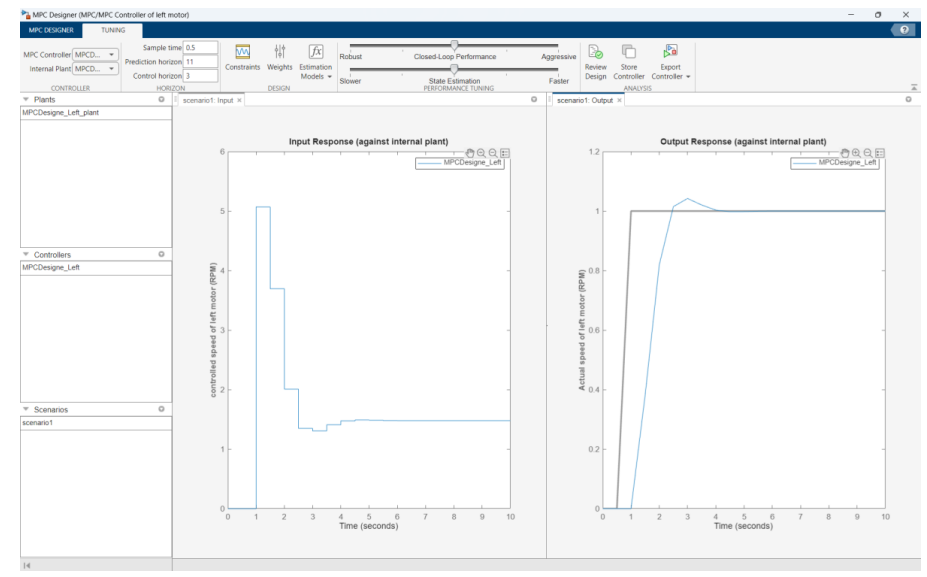 MPC Designer (MPC/MPC Controller of left motor)
MPC DESIGNER
TUNING
MPC Controller MPCD...
Internal Plant MPCD...
CONTROLLER
Sample time 0.5
Prediction horizon 11
Control horizon 3
HORIZON
Constraints
Weights
Estimation
Models
DESIGN
Robust
Closed-Loop Performance
Aggressive
Slower
State Estimation
Faster
PERFORMANCE TUNING
Review
Design
Store
Controller
Export
Controller
ANALYSIS
Plants
MPCDesigne_Left_plant
Controllers
MPCDesigne_Left
Scenarios
scenario1
scenario1: Input
Input Response (against internal plant)
MPCDesigne_Left
controlled speed of left motor (RPM)
6
5
4
3
2
1
0
0 1 2 3 4 5 6 7 8 9 10
Time (seconds)
scenario1: Output
Output Response (against internal plant)
MPCDesigne_Left
Actual speed of left motor (RPM)
1.2
1
0.8
0.6
0.4
0.2
0
0 1 2 3 4 5 6 7 8 9 10
Time (seconds)